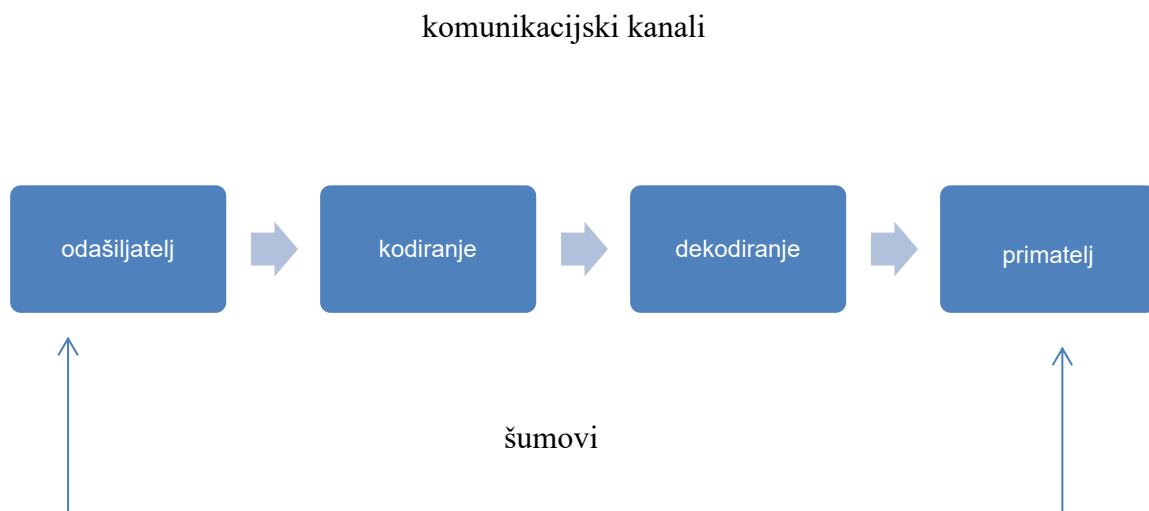 komunikacijski kanali
odašiljatelj
kodiranje
dekodiranje
primatelj
šumovi